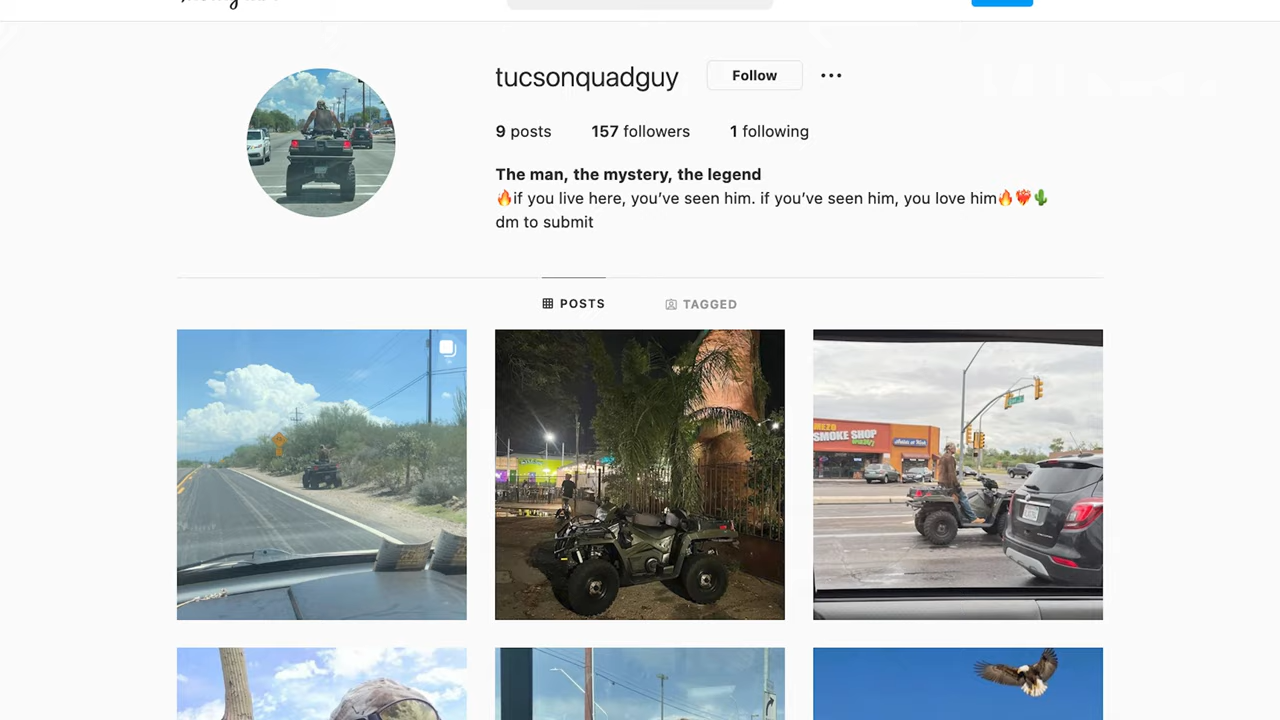 tucsonquadguy Follow
9 posts 157 followers 1 following
The man, the mystery, the legend
🔥if you live here, you’ve seen him. if you’ve seen him, you love him🔥❤️‍🔥🌵
dm to submit
POSTS TAGGED
SMOKE SHOP